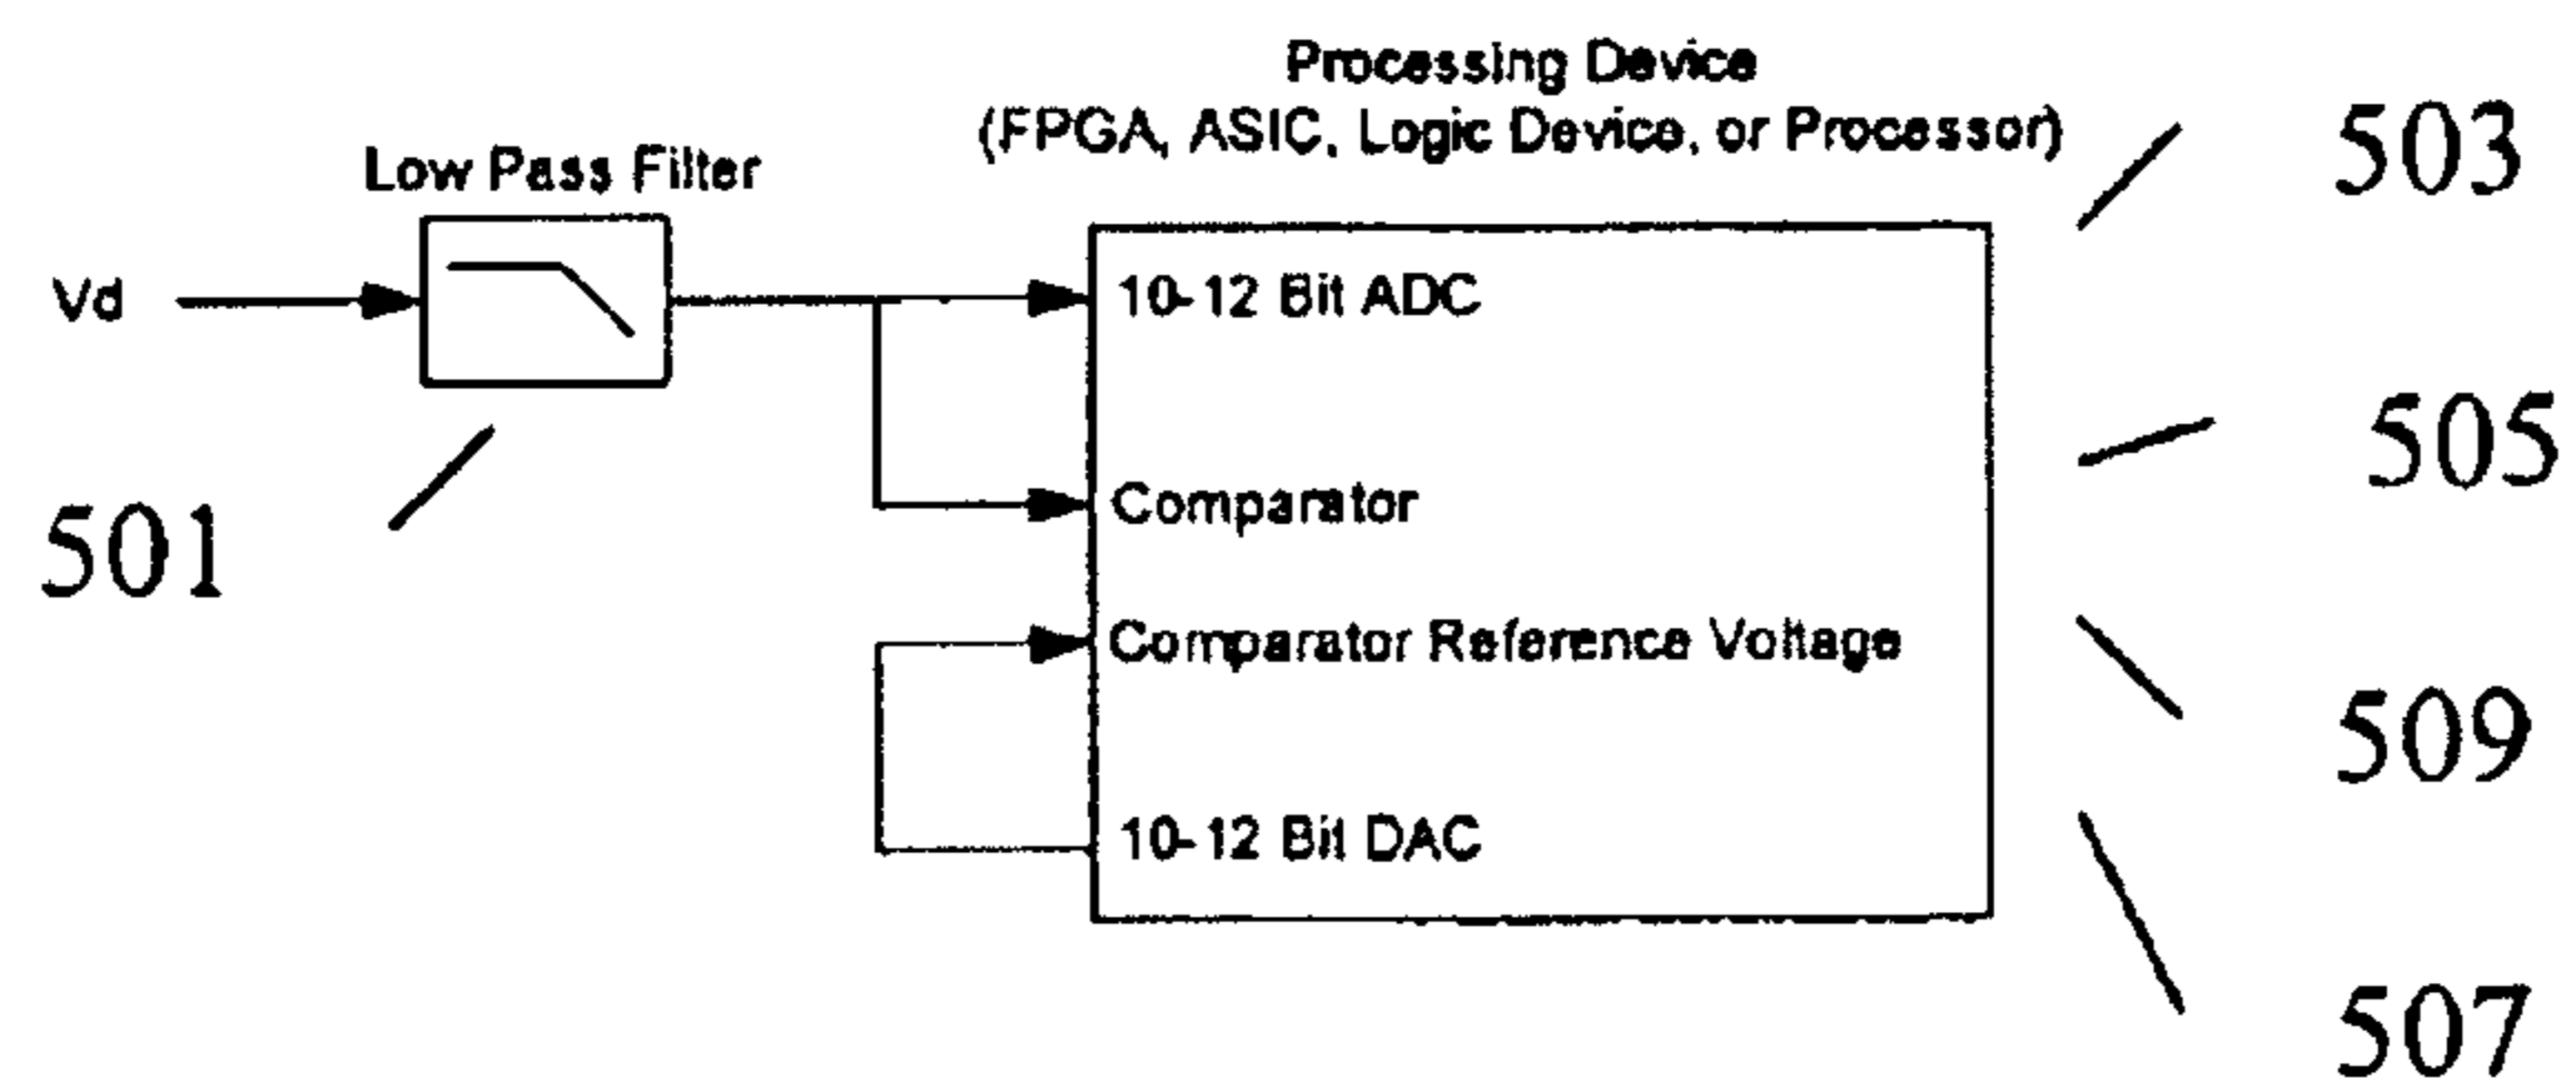 Processing Device
(FPGA, ASIC, Logic Device, or Processor)
503
Low Pass Filter
Vd
10-12 Bit ADC
505
501
Comparator
Comparator Reference Voltage
509
10-12 Bit DAC
507